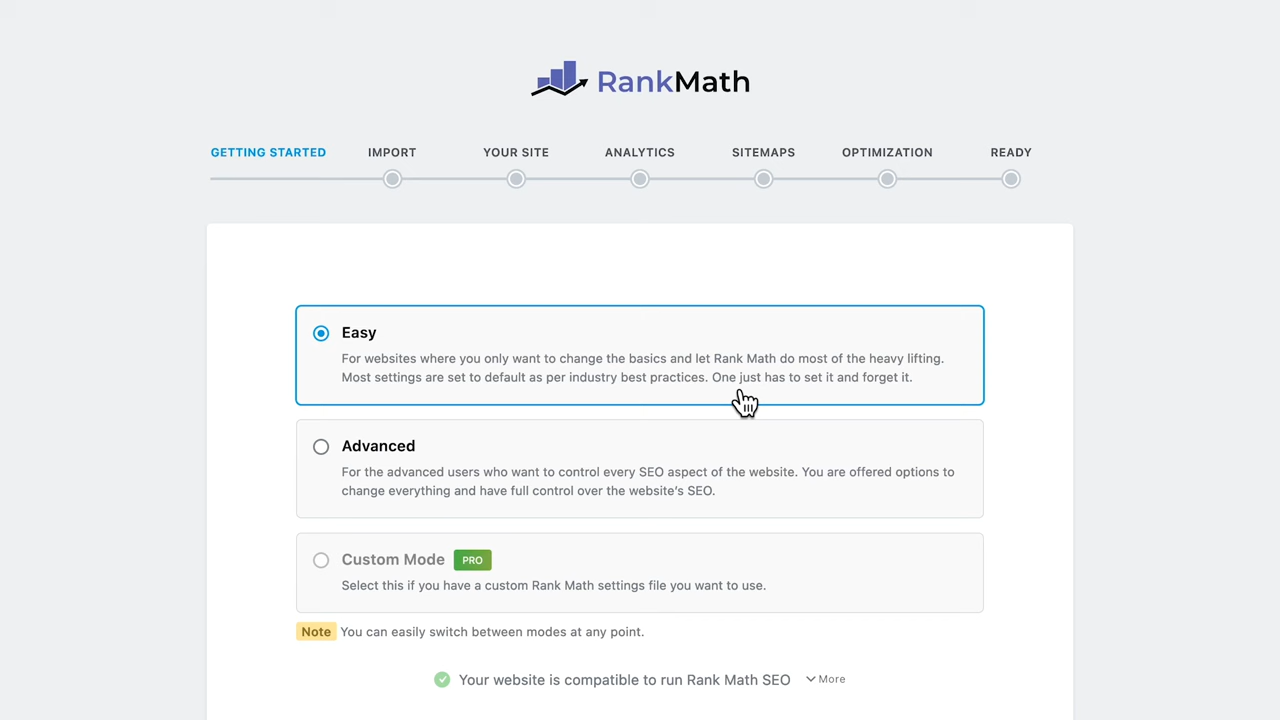 RankMath
GETTING STARTED
IMPORT
YOUR SITE
ANALYTICS
SITEMAPS
OPTIMIZATION
READY
Easy
For websites where you only want to change the basics and let Rank Math do most of the heavy lifting.
Most settings are set to default as per industry best practices. One just has to set it and forget it.
Advanced
For the advanced users who want to control every SEO aspect of the website. You are offered options to
change everything and have full control over the website's SEO.
Custom Mode PRO
Select this if you have a custom Rank Math settings file you want to use.
Note You can easily switch between modes at any point.
Your website is compatible to run Rank Math SEO More